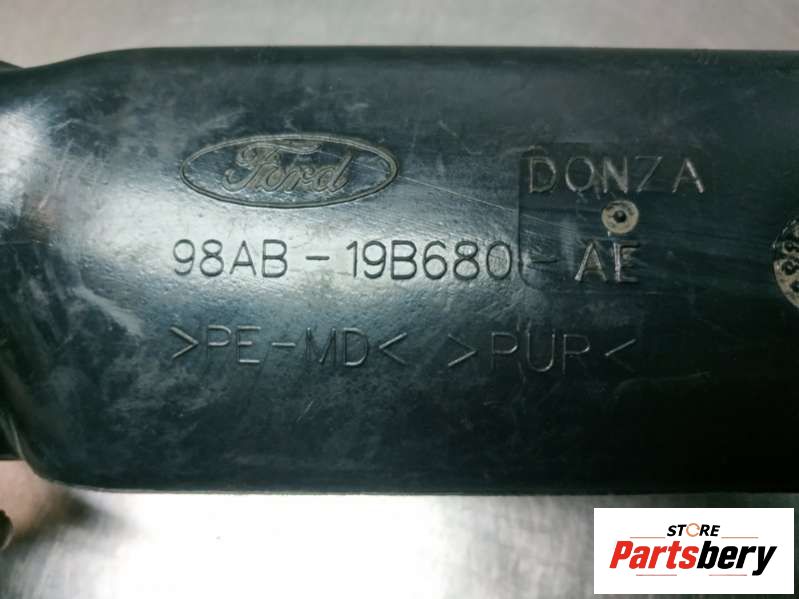 Ford
DONZA
98AB-19B680-AE
>PE-MD< >PUR<
STORE
Partsbery